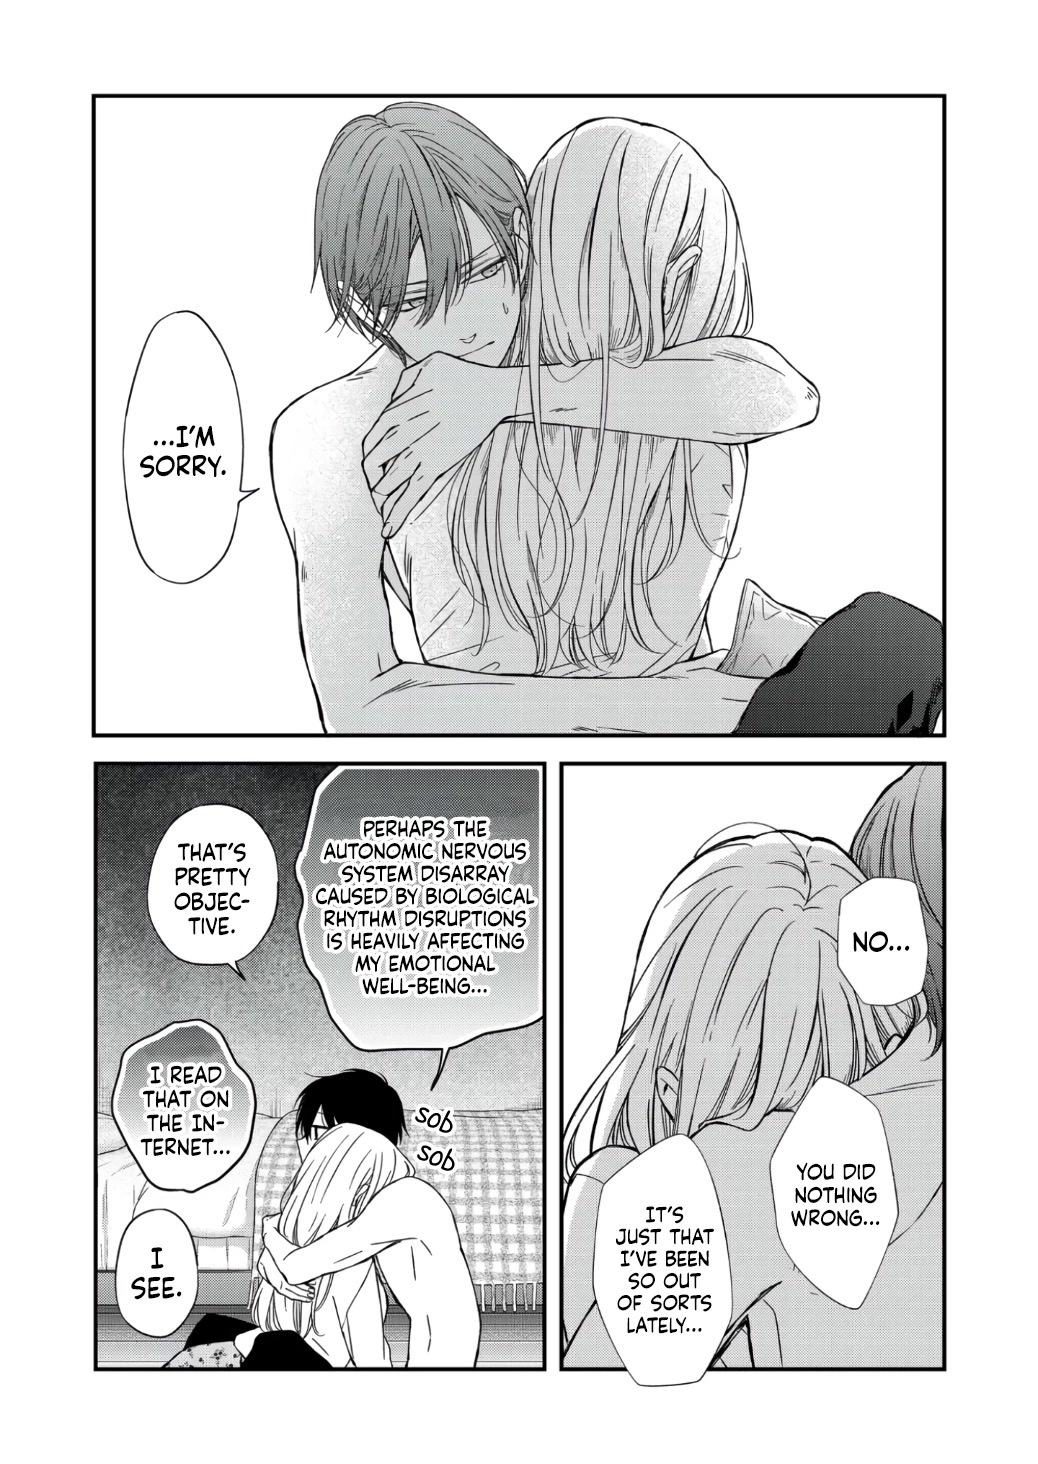 ...I'M
SORRY.
NO...
YOU DID
NOTHING
WRONG...
IT'S
JUST THAT
I'VE BEEN
SO OUT
OF SORTS
LATELY...
PERHAPS THE
AUTONOMIC NERVOUS
SYSTEM DISARRAY
CAUSED BY BIOLOGICAL
RHYTHM DISRUPTIONS
IS HEAVILY AFFECTING
MY EMOTIONAL
WELL-BEING...
THAT'S
PRETTY
OBJEC-
TIVE.
sob
sob
I READ
THAT ON
THE IN-
TERNET...
I
SEE.